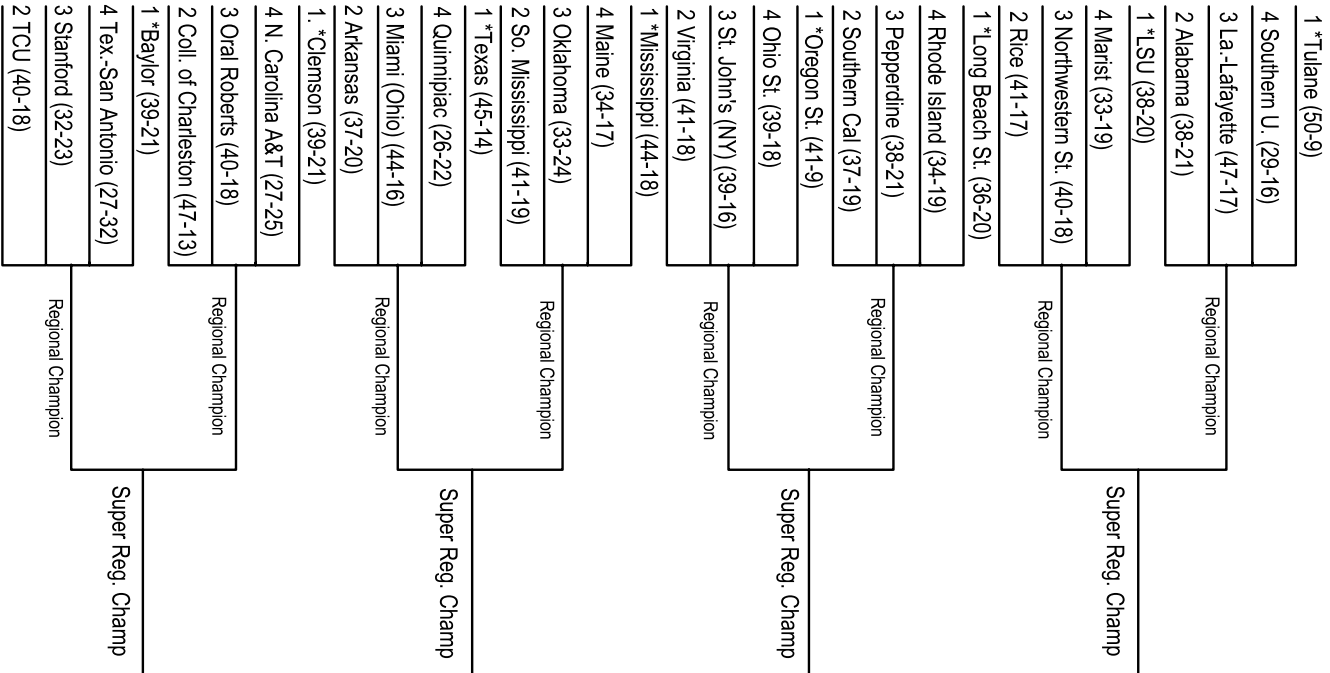 1 *Tulane (50-9)
4 Southern U. (29-16)
3 La.-Lafayette (47-17)
2 Alabama (38-21)
1 *LSU (38-20)
4 Marist (33-19)
3 Northwestern St. (40-18)
2 Rice (41-17)
1 *Long Beach St. (36-20)
4 Rhode Island (34-19)
3 Pepperdine (38-21)
2 Southern Cal (37-19)
1 *Oregon St. (41-9)
4 Ohio St. (39-18)
3 St. John's (NY) (39-16)
2 Virginia (41-18)
1 *Mississippi (44-18)
4 Maine (34-17)
3 Oklahoma (33-24)
2 So. Mississippi (41-19)
1 *Texas (45-14)
4 Quinnipiac (26-22)
3 Miami (Ohio) (44-16)
2 Arkansas (37-20)
1. *Clemson (39-21)
4 N. Carolina A&T (27-25)
3 Oral Roberts (40-18)
2 Coll. of Charleston (47-13)
1 *Baylor (39-21)
4 Tex.-San Antonio (27-32)
3 Stanford (32-23)
2 TCU (40-18)
Regional Champion
Regional Champion
Regional Champion
Regional Champion
Regional Champion
Regional Champion
Regional Champion
Regional Champion
Super Reg. Champ
Super Reg. Champ
Super Reg. Champ
Super Reg. Champ